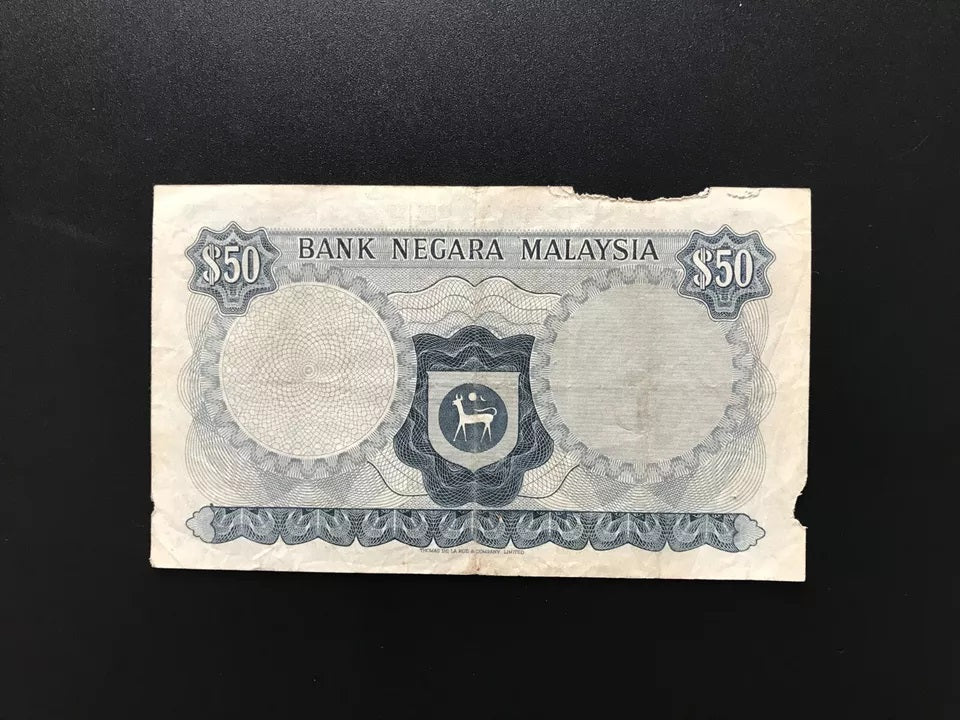 BANK NEGARA MALAYSIA
$50
$50
THOMAS DE LA RUE & COMPANY, LIMITED